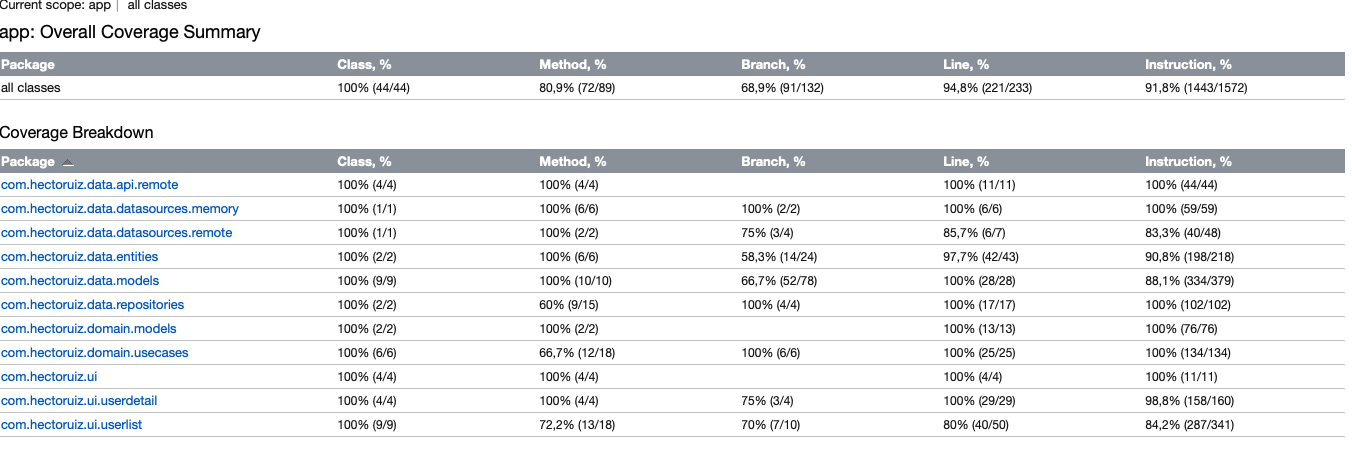 Current scope: app | all classes
app: Overall Coverage Summary
Package Class, % Method, % Branch, % Line, % Instruction, %
all classes 100% (44/44) 80,9% (72/89) 68,9% (91/132) 94,8% (221/233) 91,8% (1443/1572)
Coverage Breakdown
Package Class, % Method, % Branch, % Line, % Instruction, %
com.hectoruiz.data.api.remote 100% (4/4) 100% (4/4) 100% (11/11) 100% (44/44)
com.hectoruiz.data.datasources.memory 100% (1/1) 100% (6/6) 100% (2/2) 100% (6/6) 100% (59/59)
com.hectoruiz.data.datasources.remote 100% (1/1) 100% (2/2) 75% (3/4) 85,7% (6/7) 83,3% (40/48)
com.hectoruiz.data.entities 100% (2/2) 100% (6/6) 58,3% (14/24) 97,7% (42/43) 90,8% (198/218)
com.hectoruiz.data.models 100% (9/9) 100% (10/10) 66,7% (52/78) 100% (28/28) 88,1% (334/379)
com.hectoruiz.data.repositories 100% (2/2) 60% (9/15) 100% (4/4) 100% (17/17) 100% (102/102)
com.hectoruiz.domain.models 100% (2/2) 100% (2/2) 100% (13/13) 100% (76/76)
com.hectoruiz.domain.usecases 100% (6/6) 66,7% (12/18) 100% (6/6) 100% (25/25) 100% (134/134)
com.hectoruiz.ui 100% (4/4) 100% (4/4) 100% (4/4) 100% (11/11)
com.hectoruiz.ui.userdetail 100% (4/4) 100% (4/4) 75% (3/4) 100% (29/29) 98,8% (158/160)
com.hectoruiz.ui.userlist 100% (9/9) 72,2% (13/18) 70% (7/10) 80% (40/50) 84,2% (287/341)